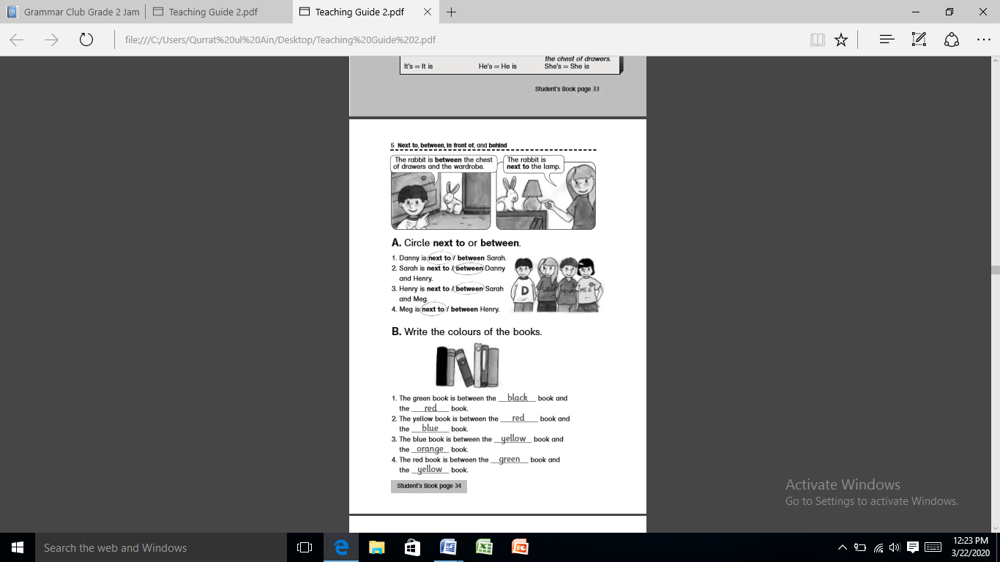 Grammar Club Grade 2 Jam
Teaching Guide 2.pdf
Teaching Guide 2.pdf
file:///C:/Users/Qurrat%20ul%20Ain/Desktop/Teaching%20Guide%202.pdf
the chest of drawers.
It's = It is He's = He is She's = She is
Student's Book page 33
5 Next to, between, in front of, and behind
The rabbit is between the chest
of drawers and the wardrobe.
The rabbit is
next to the lamp.
A. Circle next to or between.
1. Danny is next to / between Sarah.
2. Sarah is next to / between Danny
and Henry.
3. Henry is next to / between Sarah
and Meg.
4. Meg is next to / between Henry.
D SARAH HENRY MEG
B. Write the colours of the books.
1. The green book is between the black book and
the red book.
2. The yellow book is between the red book and
the blue book.
3. The blue book is between the yellow book and
the orange book.
4. The red book is between the green book and
the yellow book.
Student's Book page 34
Activate Windows
Go to Settings to activate Windows.
Search the web and Windows
12:23 PM
3/22/2020